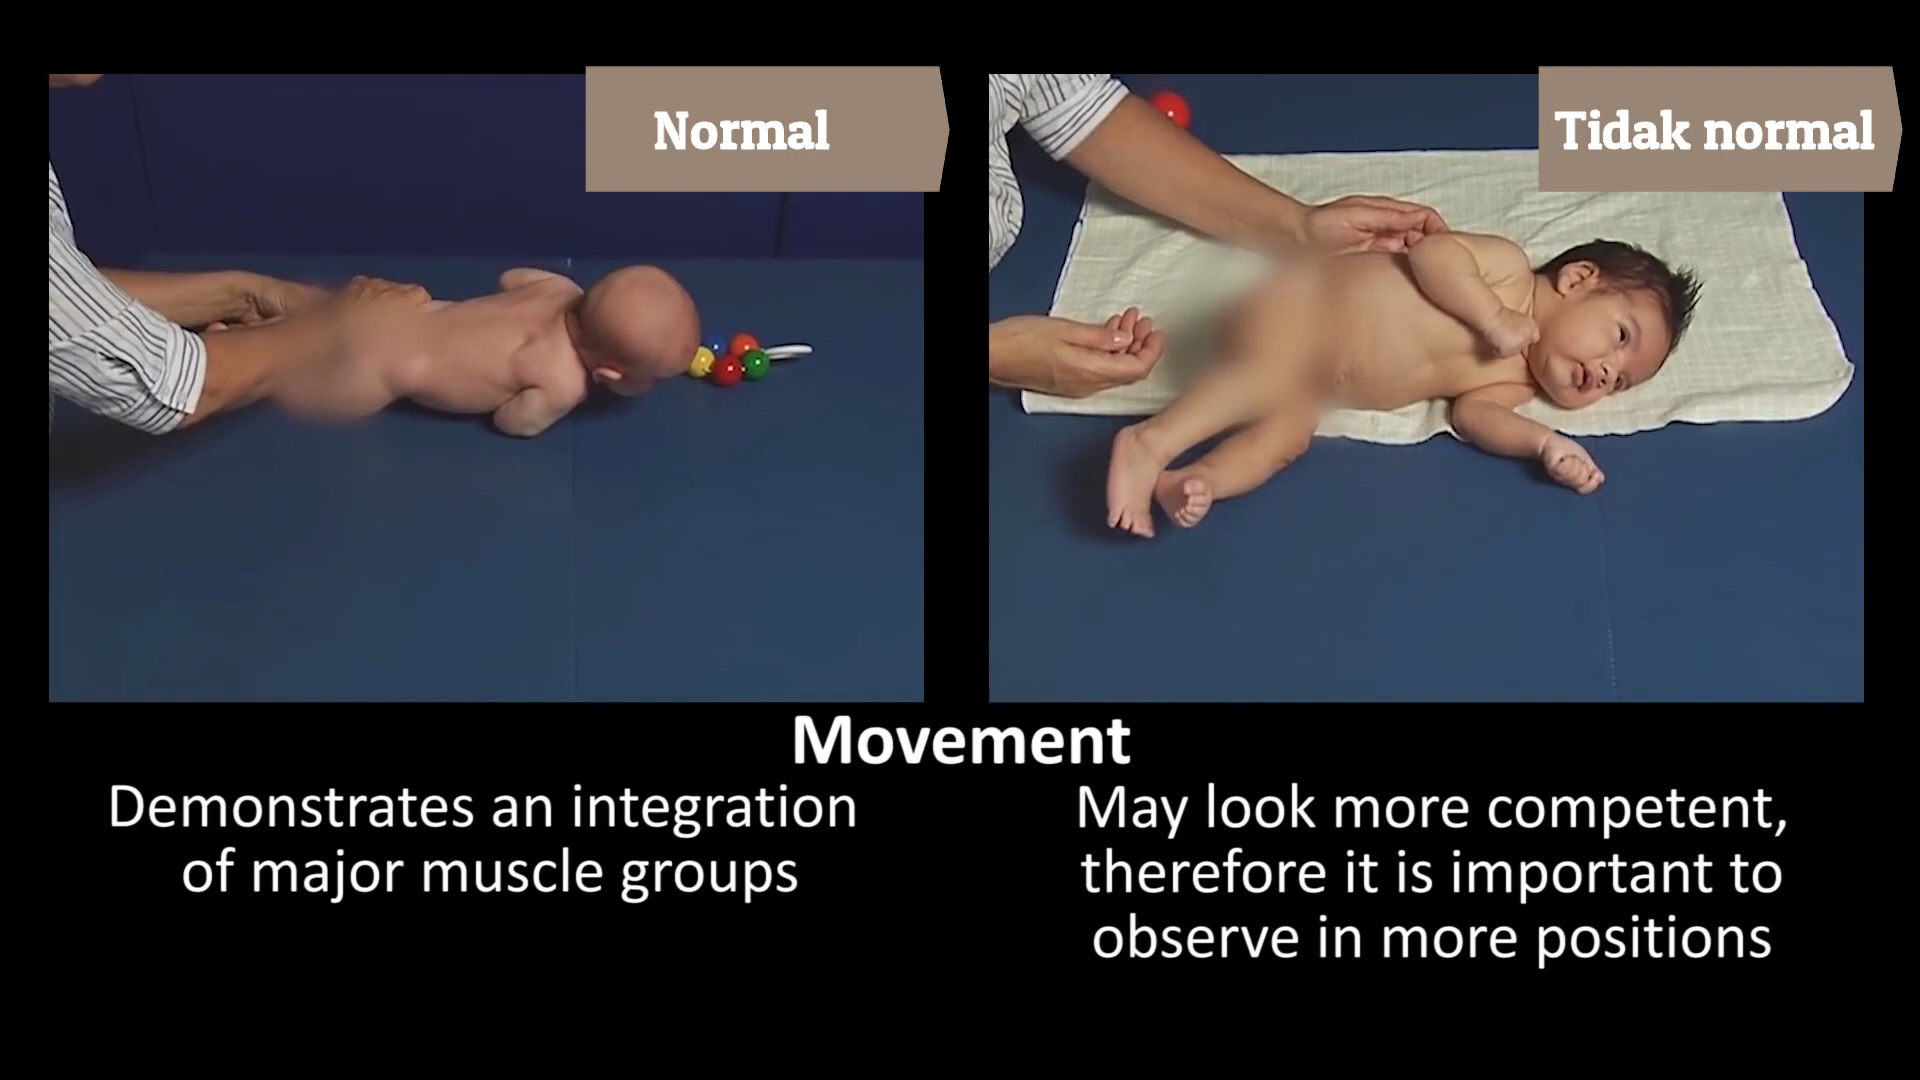 Normal
Tidak normal
Movement
Demonstrates an integration
of major muscle groups
May look more competent,
therefore it is important to
observe in more positions